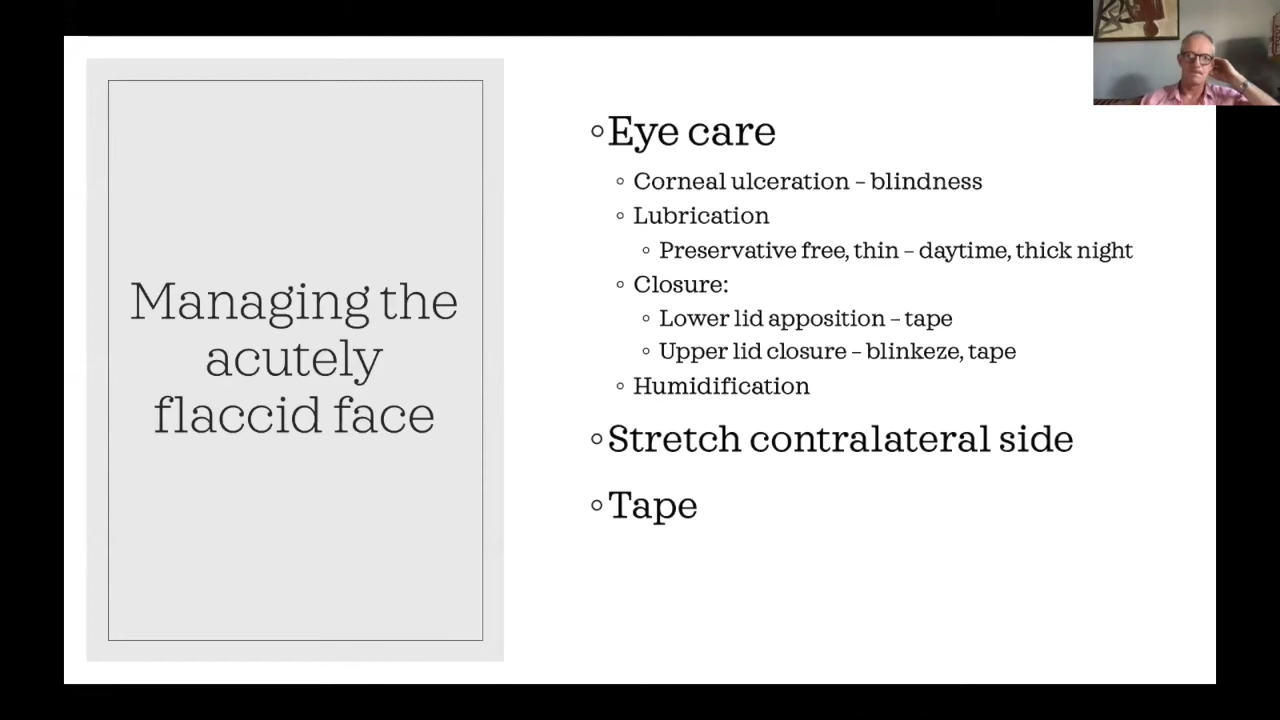 Managing the
acutely
flaccid face
Eye care
Corneal ulceration – blindness
Lubrication
Preservative free, thin – daytime, thick night
Closure:
Lower lid apposition – tape
Upper lid closure – blinkeze, tape
Humidification
Stretch contralateral side
Tape